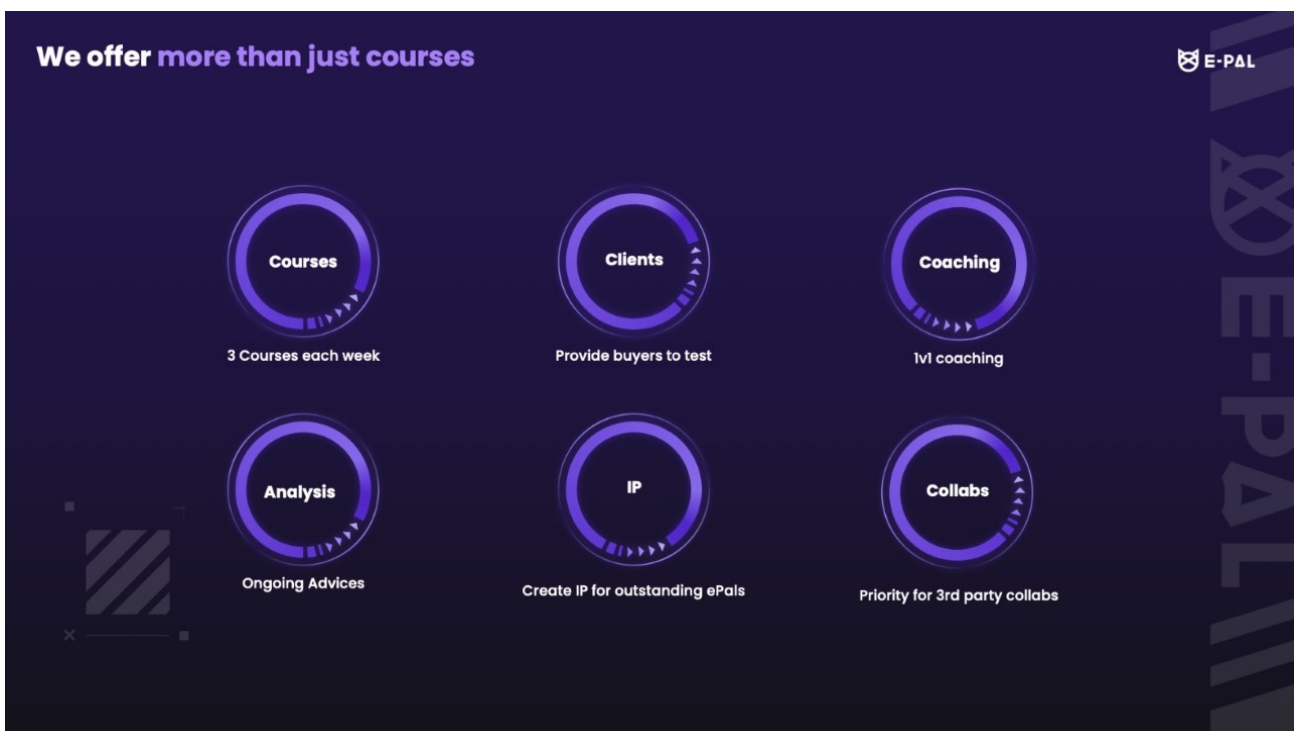 We offer more than just courses
E-PAL
Courses
3 Courses each week
Clients
Provide buyers to test
Coaching
1v1 coaching
Analysis
Ongoing Advices
IP
Create IP for outstanding ePals
Collabs
Priority for 3rd party collabs
E-PAL